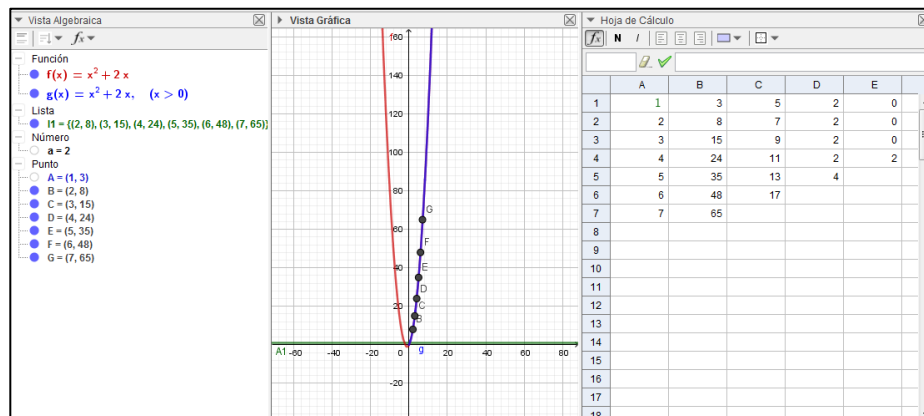 Vista Algebraica
Función
f(x) = x² + 2 x
g(x) = x² + 2 x, (x > 0)
Lista
l1 = {(2, 8), (3, 15), (4, 24), (5, 35), (6, 48), (7, 65)}
Número
a = 2
Punto
A = (1, 3)
B = (2, 8)
C = (3, 15)
D = (4, 24)
E = (5, 35)
F = (6, 48)
G = (7, 65)
Vista Gráfica
160
140
120
100
80
60
40
20
-20
G
F
E
D
C
B
A1 -60 -40 -20 0 20 40 60 80
g
Hoja de Cálculo
fx N I
A B C D E
1 1 3 5 2 0
2 2 8 7 2 0
3 3 15 9 2 0
4 4 24 11 2 2
5 5 35 13 4
6 6 48 17
7 7 65
8
9
10
11
12
13
14
15
16
17
18